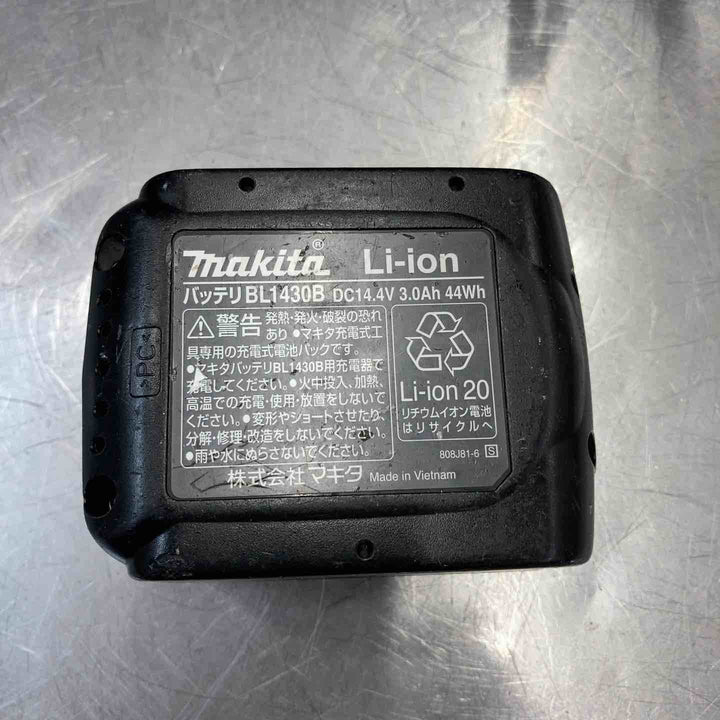 makita® Li-ion
バッテリBL1430B DC14.4V 3.0Ah 44Wh
⚠警告 発熱・発火・破裂の恐れ
あり ●マキタ充電式工
具専用の充電式電池パックです。
●マキタバッテリBL1430B用充電器で
充電してください。●火中投入、加熱、
高温での充電・使用・放置をしないで
ください。●変形やショートさせたり、
分解・修理・改造をしないでください。
●雨や水にぬらさないでください。
Li-ion 20
リチウムイオン電池
はリサイクルへ
808J81-6 S
株式会社マキタ Made in Vietnam
>PC<